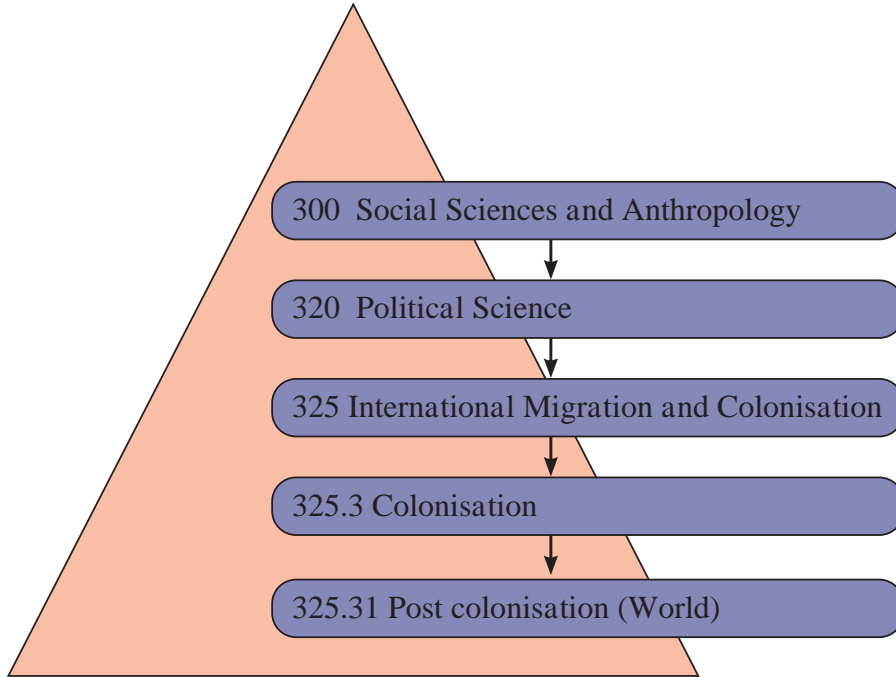 300 Social Sciences and Anthropology
320 Political Science
325 International Migration and Colonisation
325.3 Colonisation
325.31 Post colonisation (World)